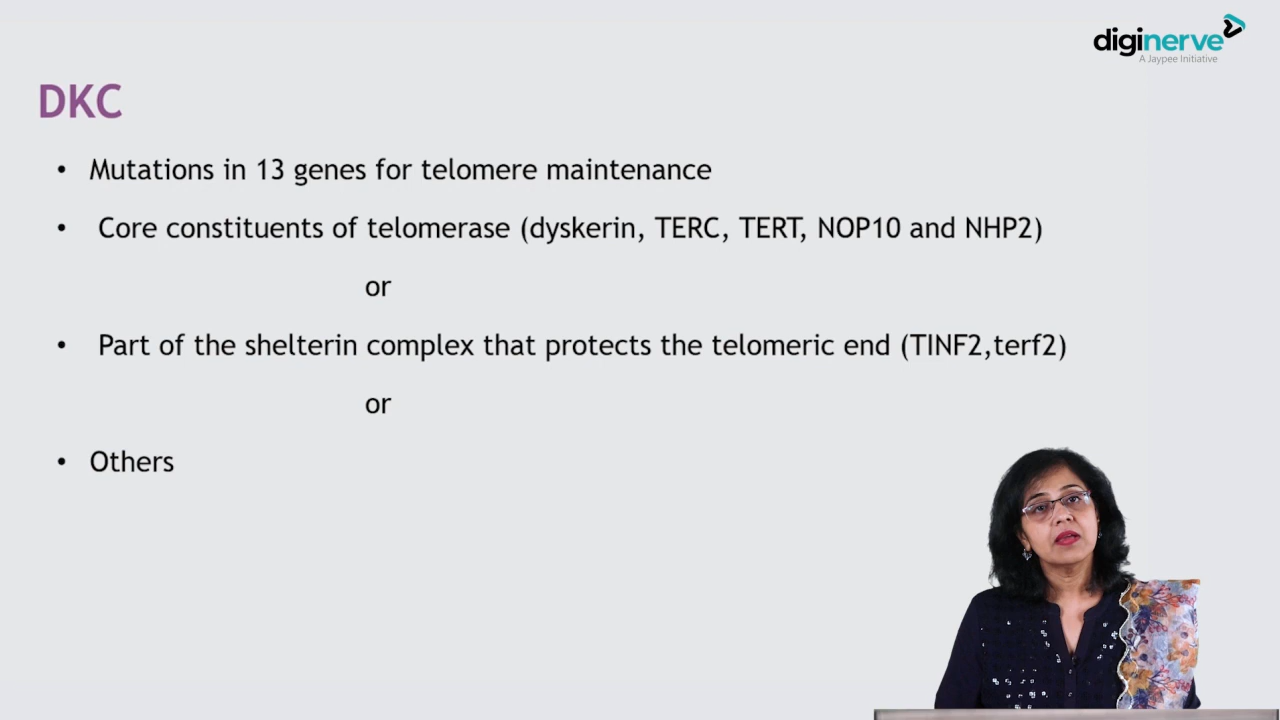 diginerve
A Jaypee Initiative
DKC
• Mutations in 13 genes for telomere maintenance
• Core constituents of telomerase (dyskerin, TERC, TERT, NOP10 and NHP2)
or
• Part of the shelterin complex that protects the telomeric end (TINF2,terf2)
or
• Others